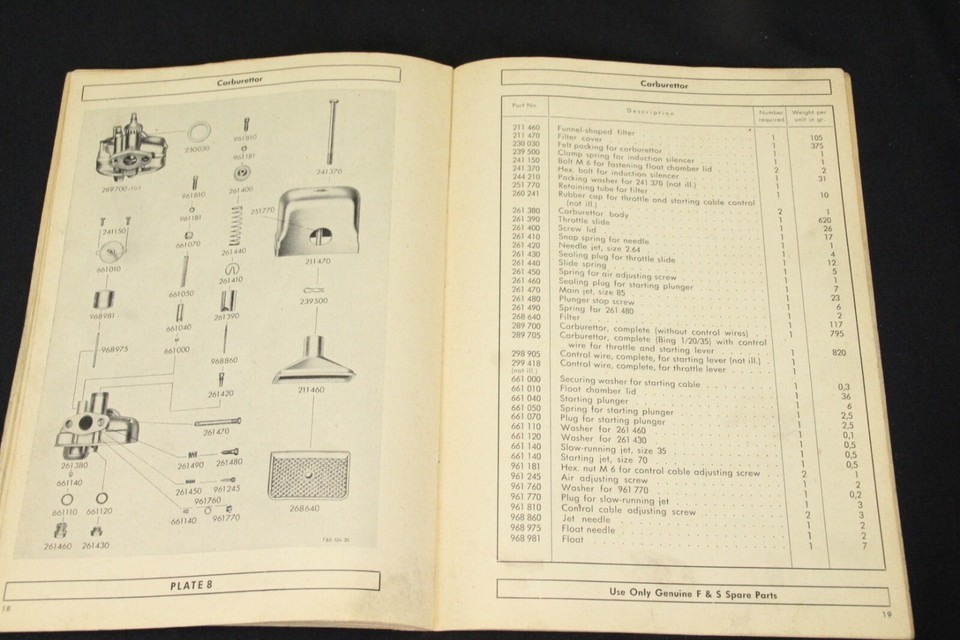 Carburettor
961810
230030
961181
241370
289700
261400
961810
251770
961181
241150
661070
261440
211470
661010
261410
661050
239500
261390
968981
661040
968975
661000
968860
261420
211460
261470
261380
261490 261480
661140
261450 961245
961760
661110 661120
661140 961770
268640
261460 261430
PLATE 8
18
Carburettor
Part No. Description Number required Weight per unit in gr.
211 460 Funnel-shaped filter 1 105
211 470 Filter cover 1 375
230 030 Felt packing for carburettor 1 1
239 500 Clamp spring for induction silencer 1 1
241 150 Bolt M 6 for fastening float chamber lid 2 2
241 370 Hex. bolt for induction silencer 1 31
244 210 Packing washer for 241 370 (not ill.) 1
251 770 Retaining tube for filter 1 10
260 241 Rubber cap for throttle and starting cable control
(not ill.) 2 1
261 380 Carburettor body 1 620
261 390 Throttle slide 1 26
261 400 Screw lid 1 17
261 410 Snap spring for needle 1 1
261 420 Needle jet, size 2.64 1 4
261 430 Sealing plug for throttle slide 1 12
261 440 Slide spring 1 5
261 450 Spring for air adjusting screw 1 1
261 460 Sealing plug for starting plunger 1 7
261 470 Main jet, size 85 1 23
261 480 Plunger stop screw 1 6
261 490 Spring for 261 480 1 2
268 640 Filter 1 117
289 700 Carburettor, complete (without control wires) 1 795
289 705 Carburettor, complete (Bing 1/20/35) with control
wire for throttle and starting lever 1 820
298 905 Control wire, complete, for starting lever (not ill.) 1
299 418 Control wire, complete, for throttle lever 1
(not ill.)
661 000 Securing washer for starting cable 1 0,3
661 010 Float chamber lid 1 36
661 040 Starting plunger 1 6
661 050 Spring for starting plunger 1 2,5
661 070 Plug for starting plunger 1 2,5
661 110 Washer for 261 460 1 0,1
661 120 Washer for 261 430 1 0,5
661 140 Slow-running jet, size 35 1 0,5
661 140 Starting jet, size 70 1 0,5
961 181 Hex. nut M 6 for control cable adjusting screw 2 1
961 245 Air adjusting screw 1 2
961 760 Washer for 961 770 1 0,2
961 770 Plug for slow-running jet 1 3
961 810 Control cable adjusting screw 2 3
968 860 Jet needle 1 2
968 975 Float needle 1 2
968 981 Float 1 7
Use Only Genuine F & S Spare Parts
19